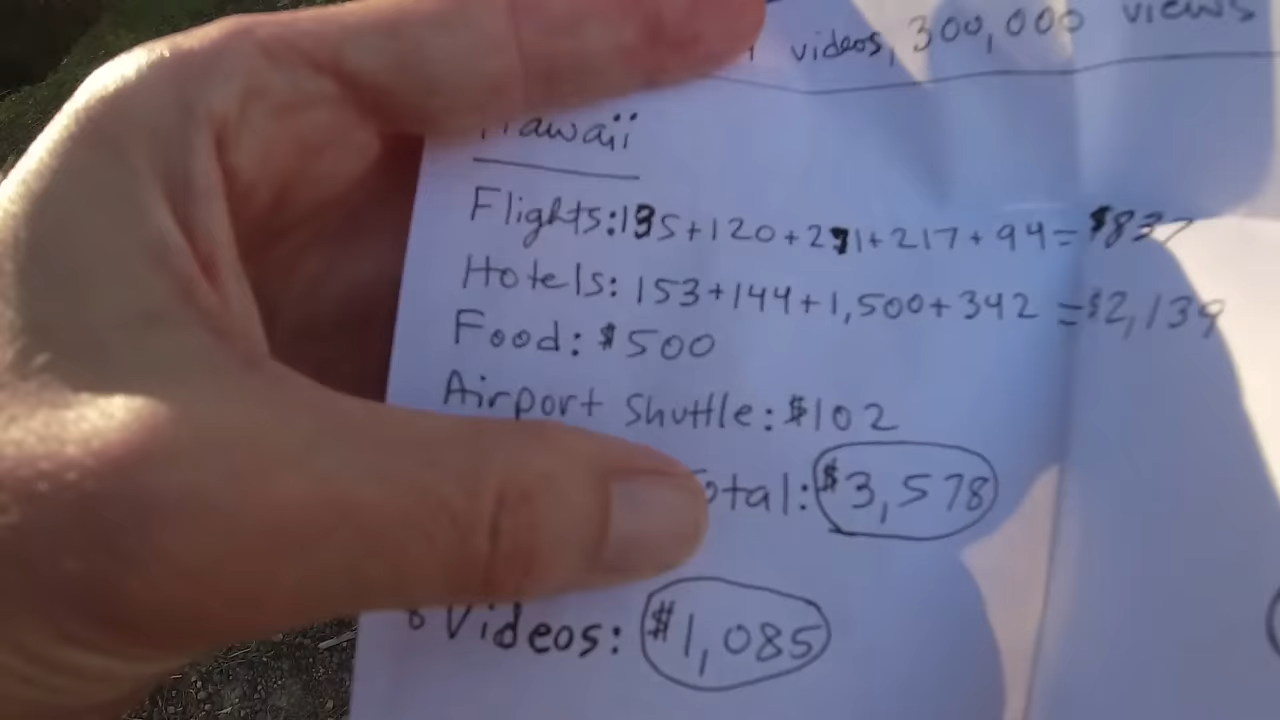 videos, 300,000 views
Hawaii
Flights: 195+120+271+217+94=$837
Hotels: 153+144+1,500+342 =$2,139
Food: $500
Airport Shuttle: $102
Total: $3,578
Videos: $1,085